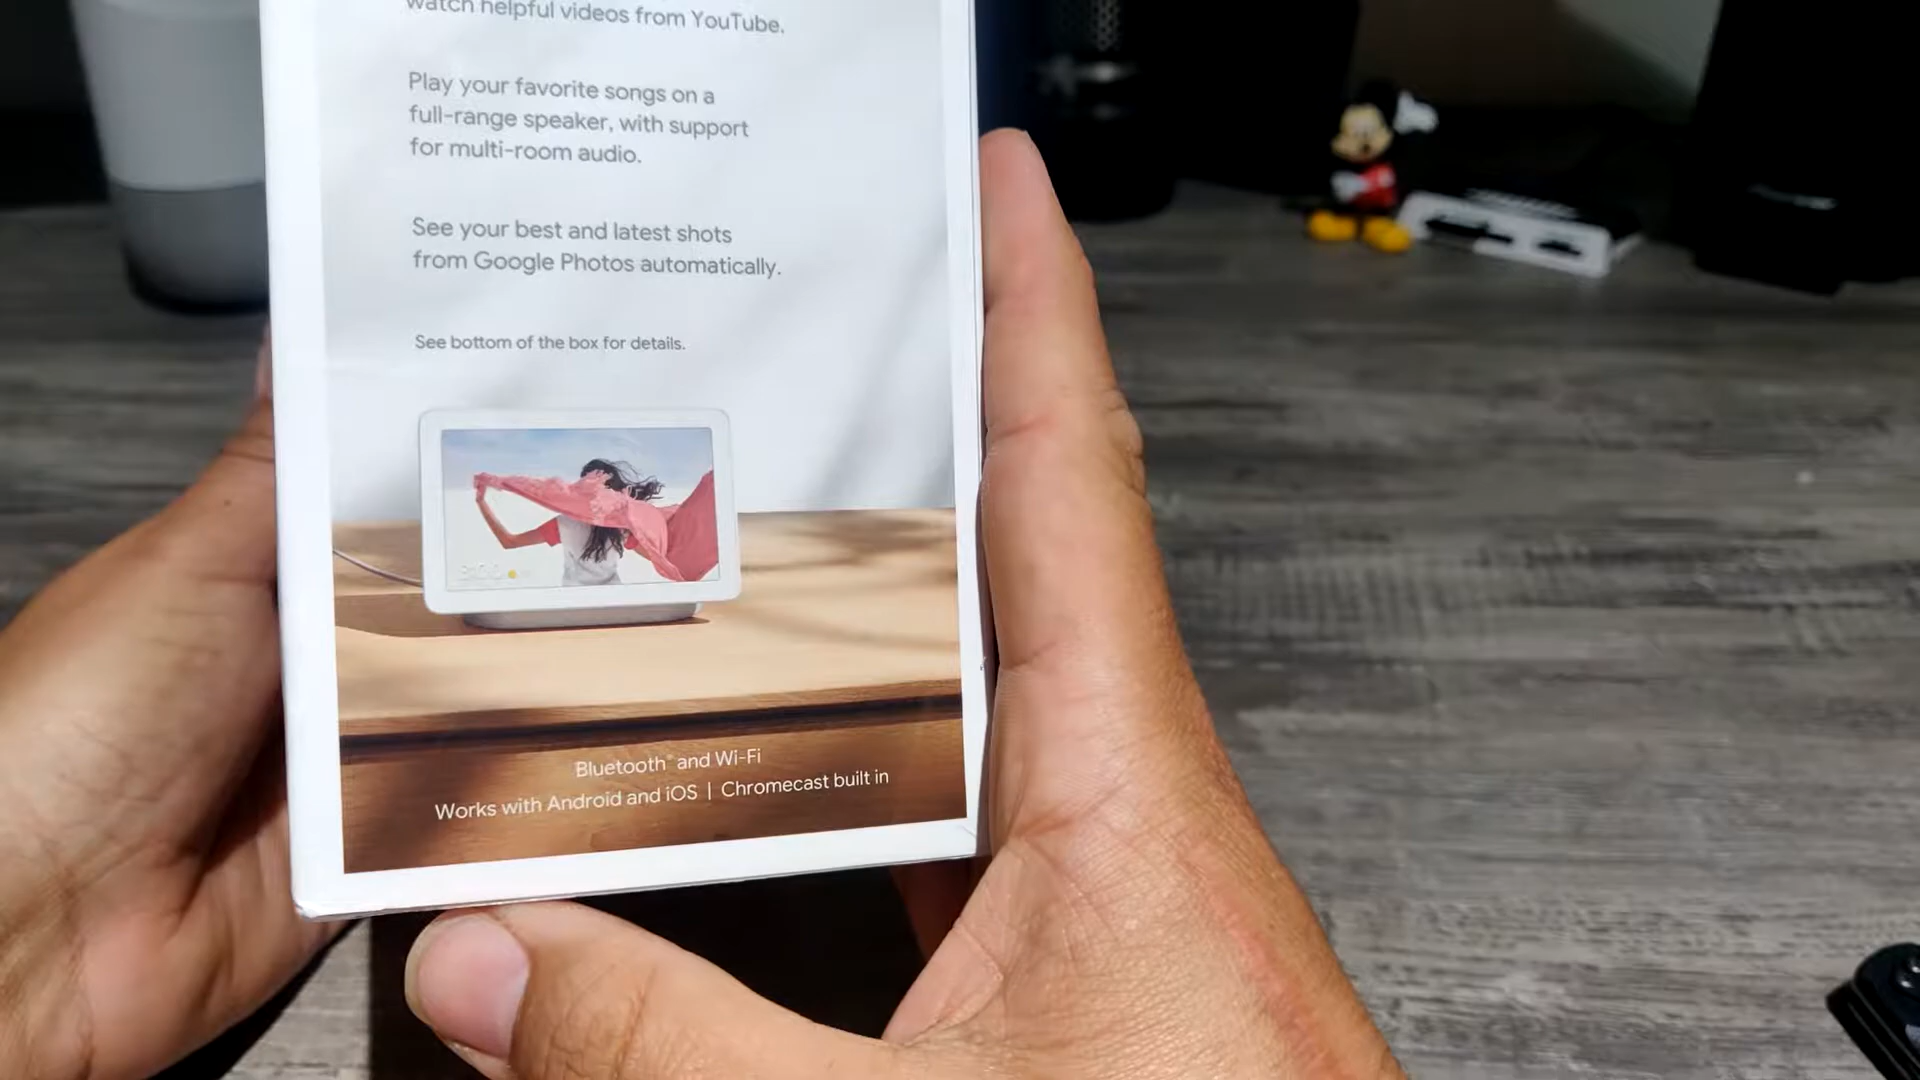 watch helpful videos from YouTube.
Play your favorite songs on a
full-range speaker, with support
for multi-room audio.
See your best and latest shots
from Google Photos automatically.
See bottom of the box for details.
Bluetooth® and Wi-Fi
Works with Android and iOS | Chromecast built in